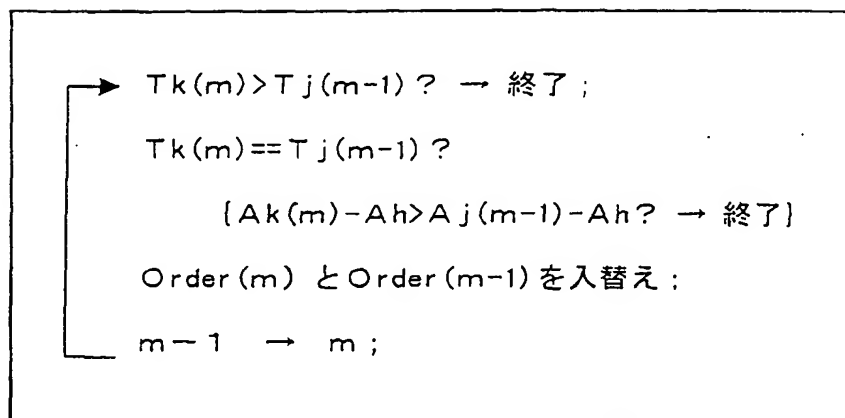 Tk(m)>Tj(m-1)? → 終了;
Tk(m)==Tj(m-1)?
{Ak(m)-Ah>Aj(m-1)-Ah? → 終了}
Order(m)とOrder(m-1)を入替え;
m-1 → m;